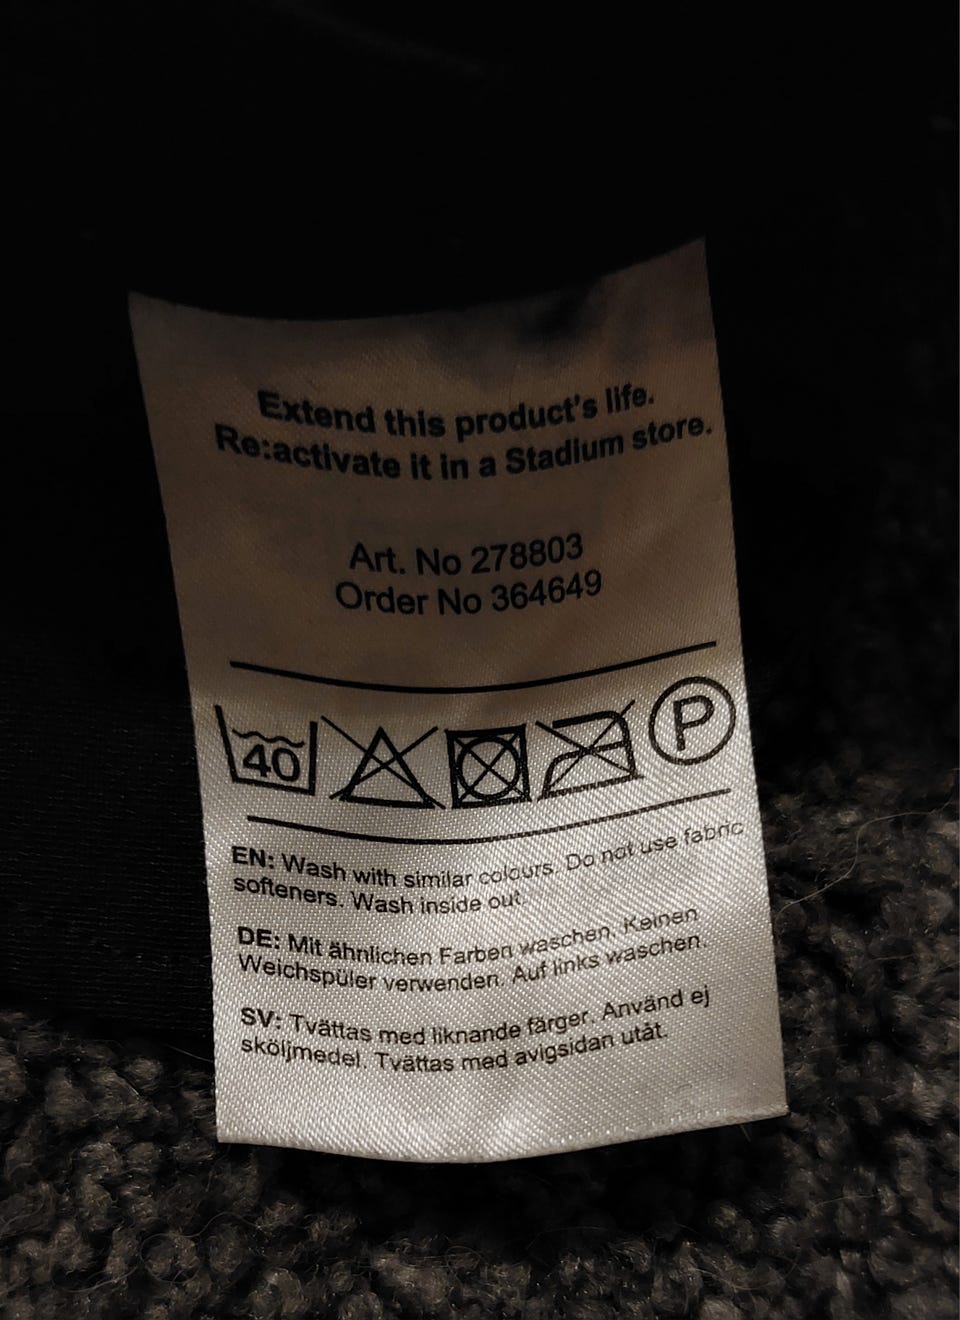 Extend this product's life.
Re:activate it in a Stadium store.
Art. No 278803
Order No 364649
40
P
EN: Wash with similar colours. Do not use fabric
softeners. Wash inside out.
DE: Mit ähnlichen Farben waschen. Keinen
Weichspüler verwenden. Auf links waschen.
SV: Tvättas med liknande färger. Använd ej
sköljmedel. Tvättas med avigsidan utåt.